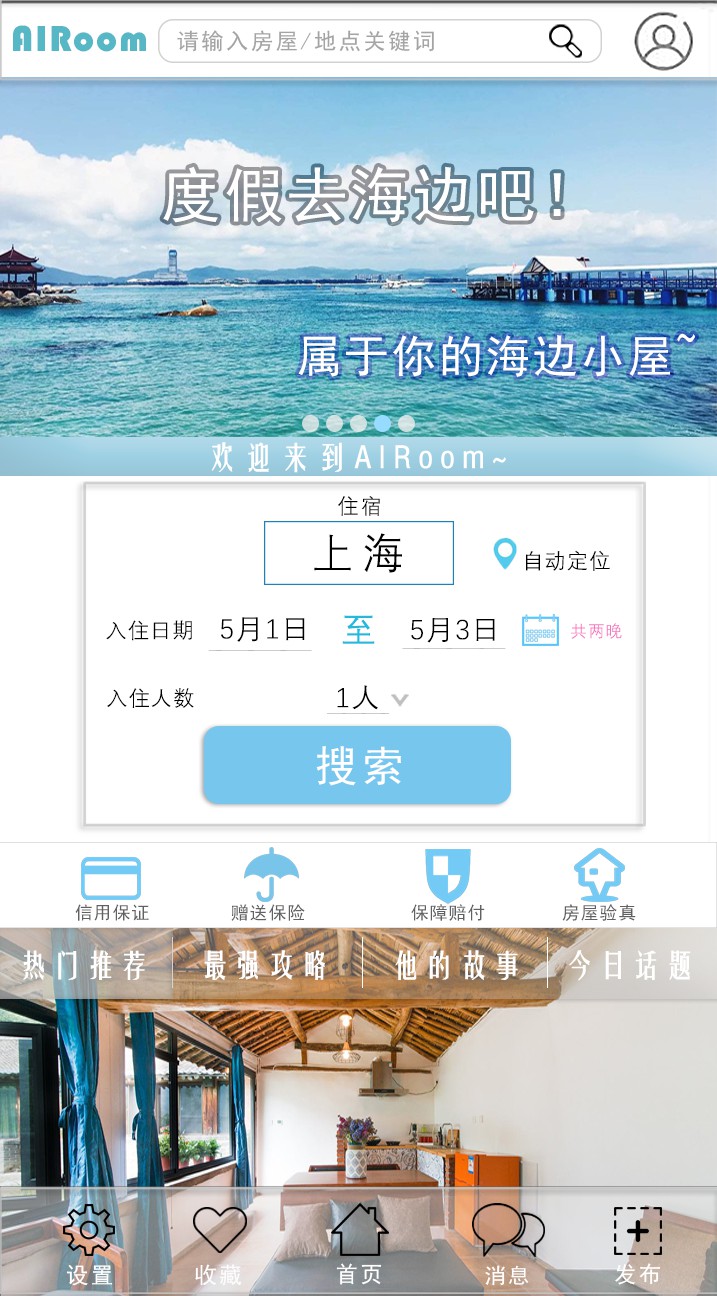 AIRoom 请输入房屋/地点关键词
度假去海边吧！
属于你的海边小屋~
欢迎来到AIRoom~
住宿
上海
自动定位
入住日期 5月1日 至 5月3日 共两晚
入住人数 1人
搜索
信用保证 赠送保险 保障赔付 房屋验真
热门推荐 最强攻略 他的故事 今日话题
设置 收藏 首页 消息 发布